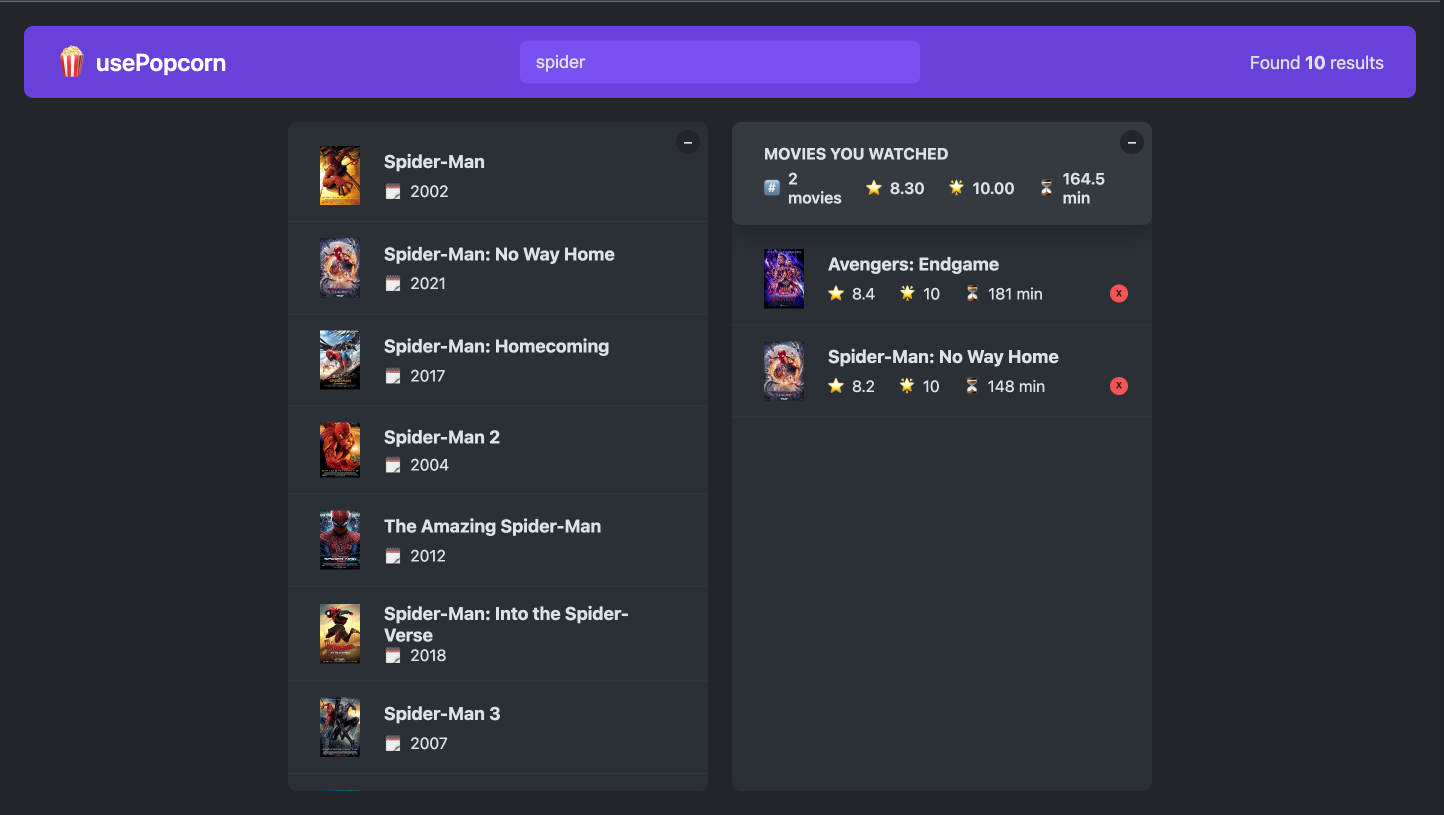 usePopcorn
spider
Found 10 results
Spider-Man
2002
Spider-Man: No Way Home
2021
Spider-Man: Homecoming
2017
Spider-Man 2
2004
The Amazing Spider-Man
2012
Spider-Man: Into the Spider-
Verse
2018
Spider-Man 3
2007
MOVIES YOU WATCHED
# 2 movies 8.30 10.00 164.5 min
Avengers: Endgame
8.4 10 181 min X
Spider-Man: No Way Home
8.2 10 148 min X